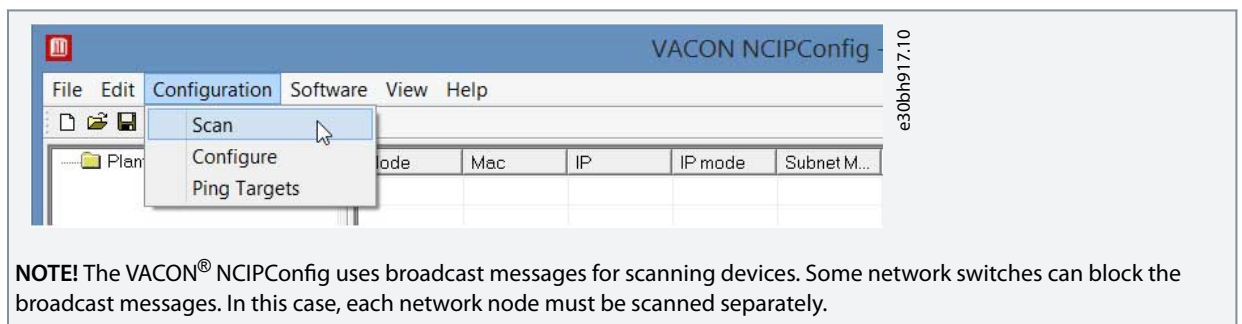 VACON NCIPConfig -
File Edit Configuration Software View Help
Scan
Configure
Ping Targets
Plan
Mac IP IP mode Subnet M...
e30bh917.10
NOTE! The VACON® NCIPConfig uses broadcast messages for scanning devices. Some network switches can block the
broadcast messages. In this case, each network node must be scanned separately.